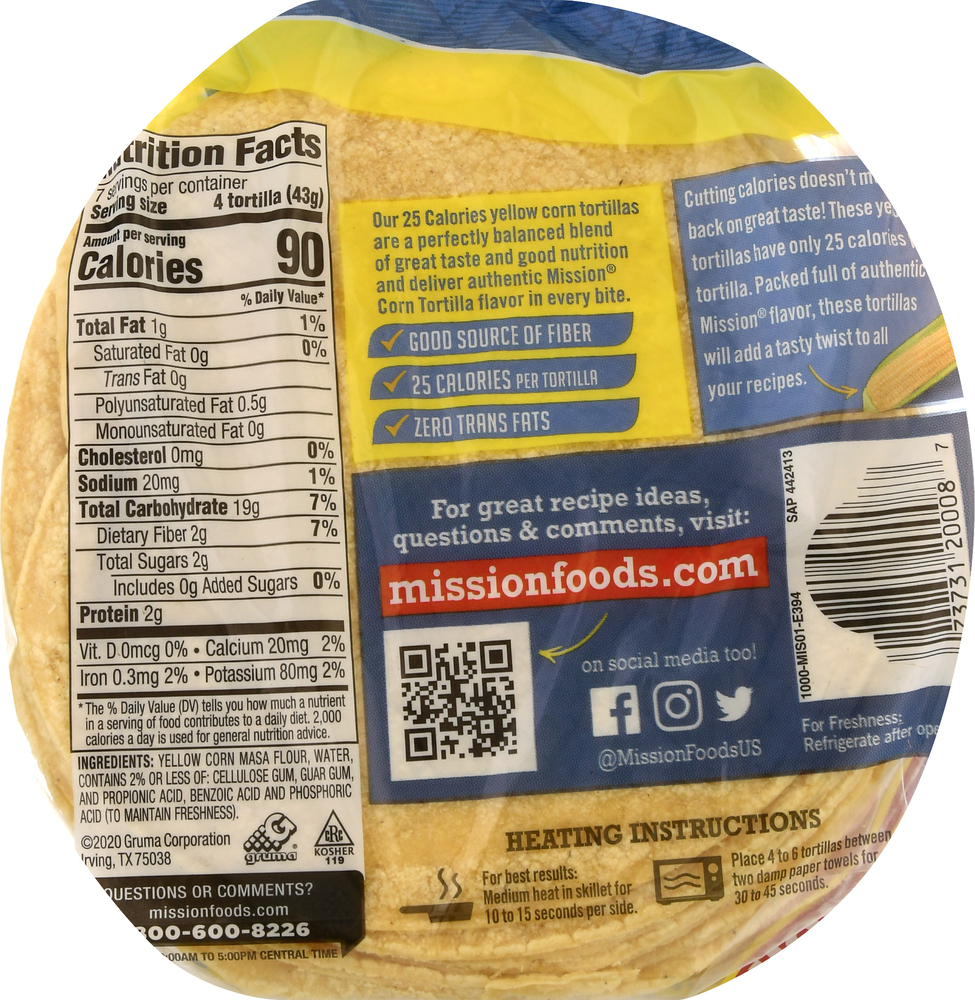 Nutrition Facts
7 servings per container
Serving size 4 tortilla (43g)
Amount per serving
Calories 90
% Daily Value*
Total Fat 1g 1%
Saturated Fat 0g 0%
Trans Fat 0g
Polyunsaturated Fat 0.5g
Monounsaturated Fat 0g
Cholesterol 0mg 0%
Sodium 20mg 1%
Total Carbohydrate 19g 7%
Dietary Fiber 2g 7%
Total Sugars 2g
Includes 0g Added Sugars 0%
Protein 2g
Vit. D 0mcg 0% • Calcium 20mg 2%
Iron 0.3mg 2% • Potassium 80mg 2%
*The % Daily Value (DV) tells you how much a nutrient
in a serving of food contributes to a daily diet. 2,000
calories a day is used for general nutrition advice.
INGREDIENTS: YELLOW CORN MASA FLOUR, WATER,
CONTAINS 2% OR LESS OF: CELLULOSE GUM, GUAR GUM,
AND PROPIONIC ACID, BENZOIC ACID AND PHOSPHORIC
ACID (TO MAINTAIN FRESHNESS).
©2020 Gruma Corporation
Irving, TX 75038
gruma®
CRC
KOSHER
119
QUESTIONS OR COMMENTS?
missionfoods.com
800-600-8226
:00AM TO 5:00PM CENTRAL TIME
Our 25 Calories yellow corn tortillas
are a perfectly balanced blend
of great taste and good nutrition
and deliver authentic Mission®
Corn Tortilla flavor in every bite.
GOOD SOURCE OF FIBER
25 CALORIES PER TORTILLA
ZERO TRANS FATS
Cutting calories doesn't m
back on great taste! These ye
tortillas have only 25 calories
tortilla. Packed full of authentic
Mission® flavor, these tortillas
will add a tasty twist to all
your recipes.
For great recipe ideas,
questions & comments, visit:
missionfoods.com
on social media too!
@MissionFoodsUS
SAP 442413
1000-MIS01-E394
73731 20008 7
For Freshness:
Refrigerate after ope
HEATING INSTRUCTIONS
For best results:
Medium heat in skillet for
10 to 15 seconds per side.
Place 4 to 6 tortillas between
two damp paper towels for
30 to 45 seconds.